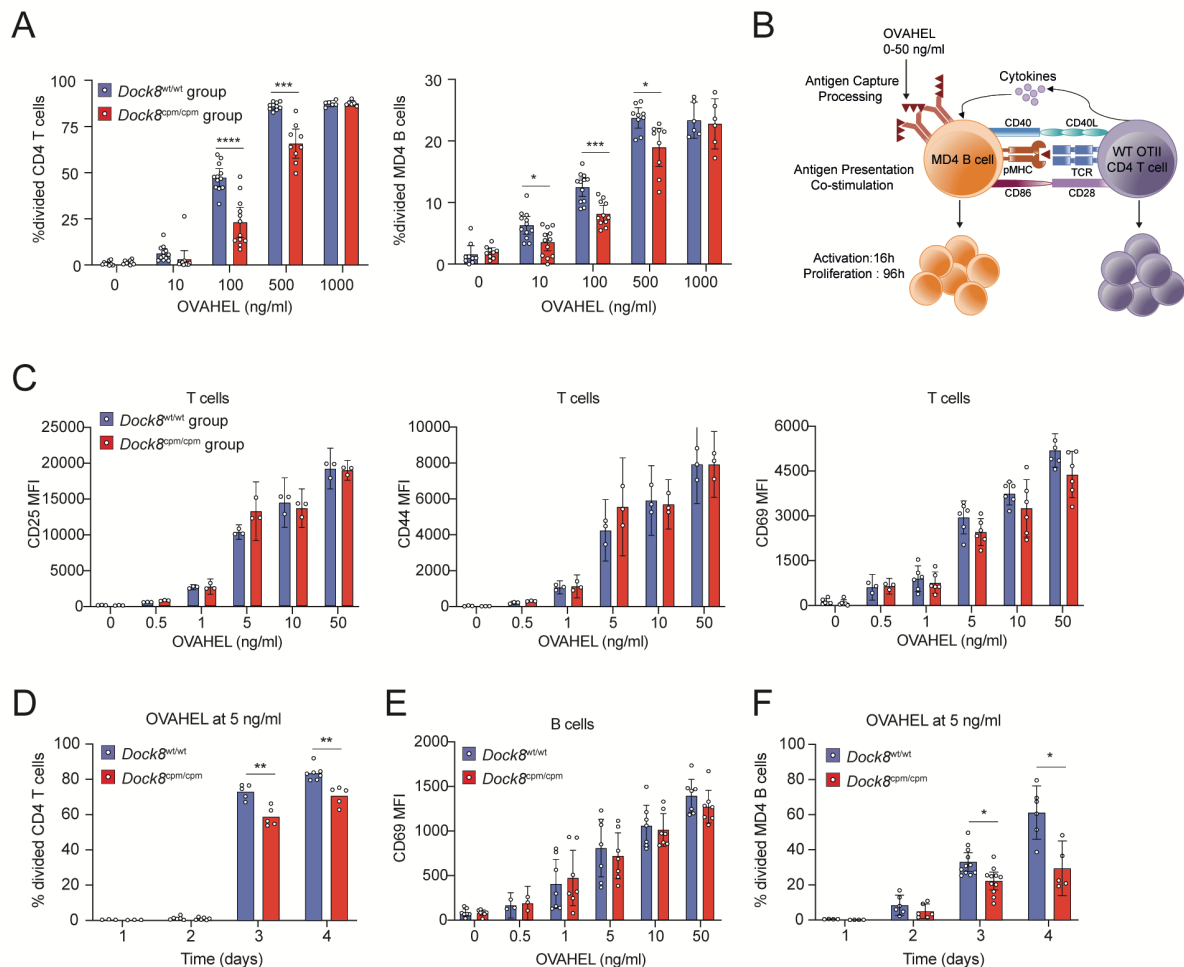 A
%divided CD4 T cells
100
75
50
25
0
Dock8wt/wt group
Dock8cpm/cpm group
****
***
0 10 100 500 1000
OVAHEL (ng/ml)
%divided MD4 B cells
30
20
10
0
*
***
*
0 10 100 500 1000
OVAHEL (ng/ml)
B
OVAHEL
0-50 ng/ml
Antigen Capture
Processing
Cytokines
CD40 CD40L
MD4 B cell
pMHC TCR
WT OTII
CD4 T cell
CD86 CD28
Antigen Presentation
Co-stimulation
Activation:16h
Proliferation : 96h
C
T cells
Dock8wt/wt group
Dock8cpm/cpm group
CD25 MFI
25000
20000
15000
10000
5000
0
0 0.5 1 5 10 50
OVAHEL (ng/ml)
T cells
CD44 MFI
10000
8000
6000
4000
2000
0
0 0.5 1 5 10 50
OVAHEL (ng/ml)
T cells
CD69 MFI
6000
4500
3000
1500
0
0 0.5 1 5 10 50
OVAHEL (ng/ml)
D
OVAHEL at 5 ng/ml
Dock8wt/wt
Dock8cpm/cpm
% divided CD4 T cells
100
80
60
40
20
0
**
**
1 2 3 4
Time (days)
E
B cells
Dock8wt/wt
Dock8cpm/cpm
CD69 MFI
2000
1500
1000
500
0
0 0.5 1 5 10 50
OVAHEL (ng/ml)
F
OVAHEL at 5 ng/ml
Dock8wt/wt
Dock8cpm/cpm
% divided MD4 B cells
100
80
60
40
20
0
*
*
1 2 3 4
Time (days)